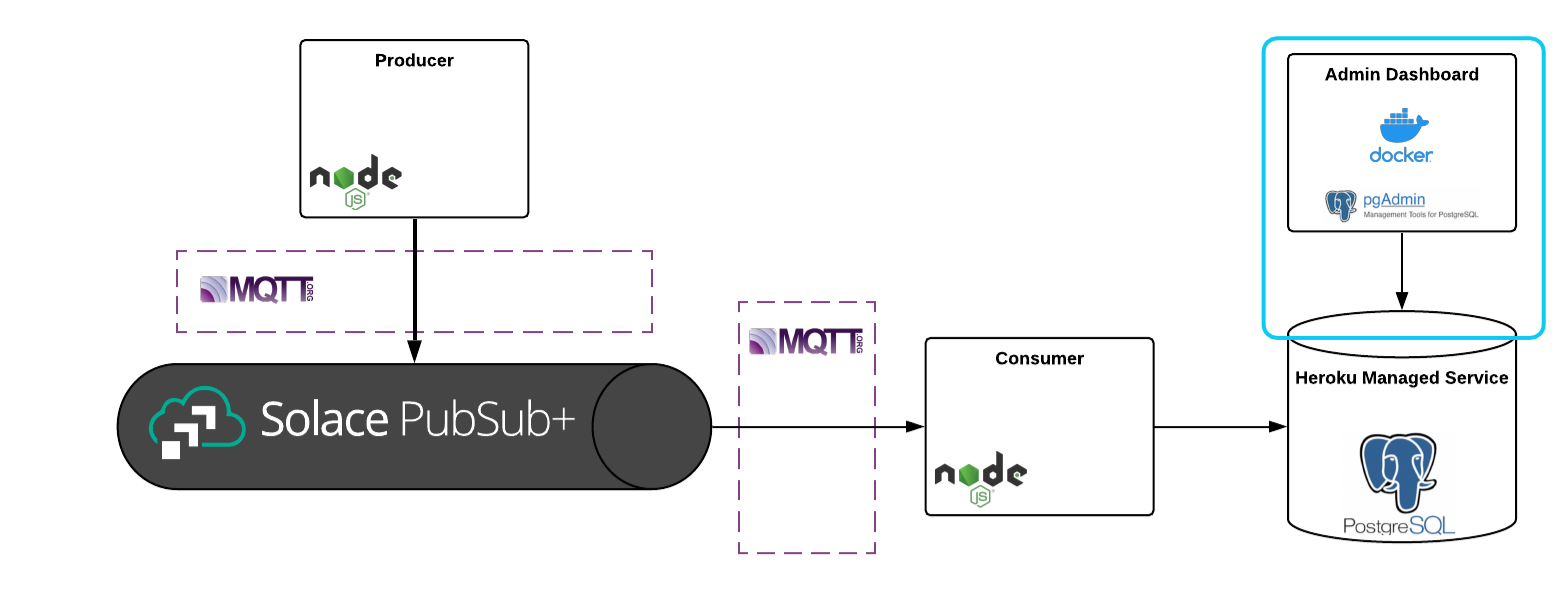 Producer
node
JS
MQTT
.ORG
Solace PubSub+
MQTT
.ORG
Consumer
node
JS
Admin Dashboard
docker
pgAdmin
Management Tools for PostgreSQL
Heroku Managed Service
PostgreSQL